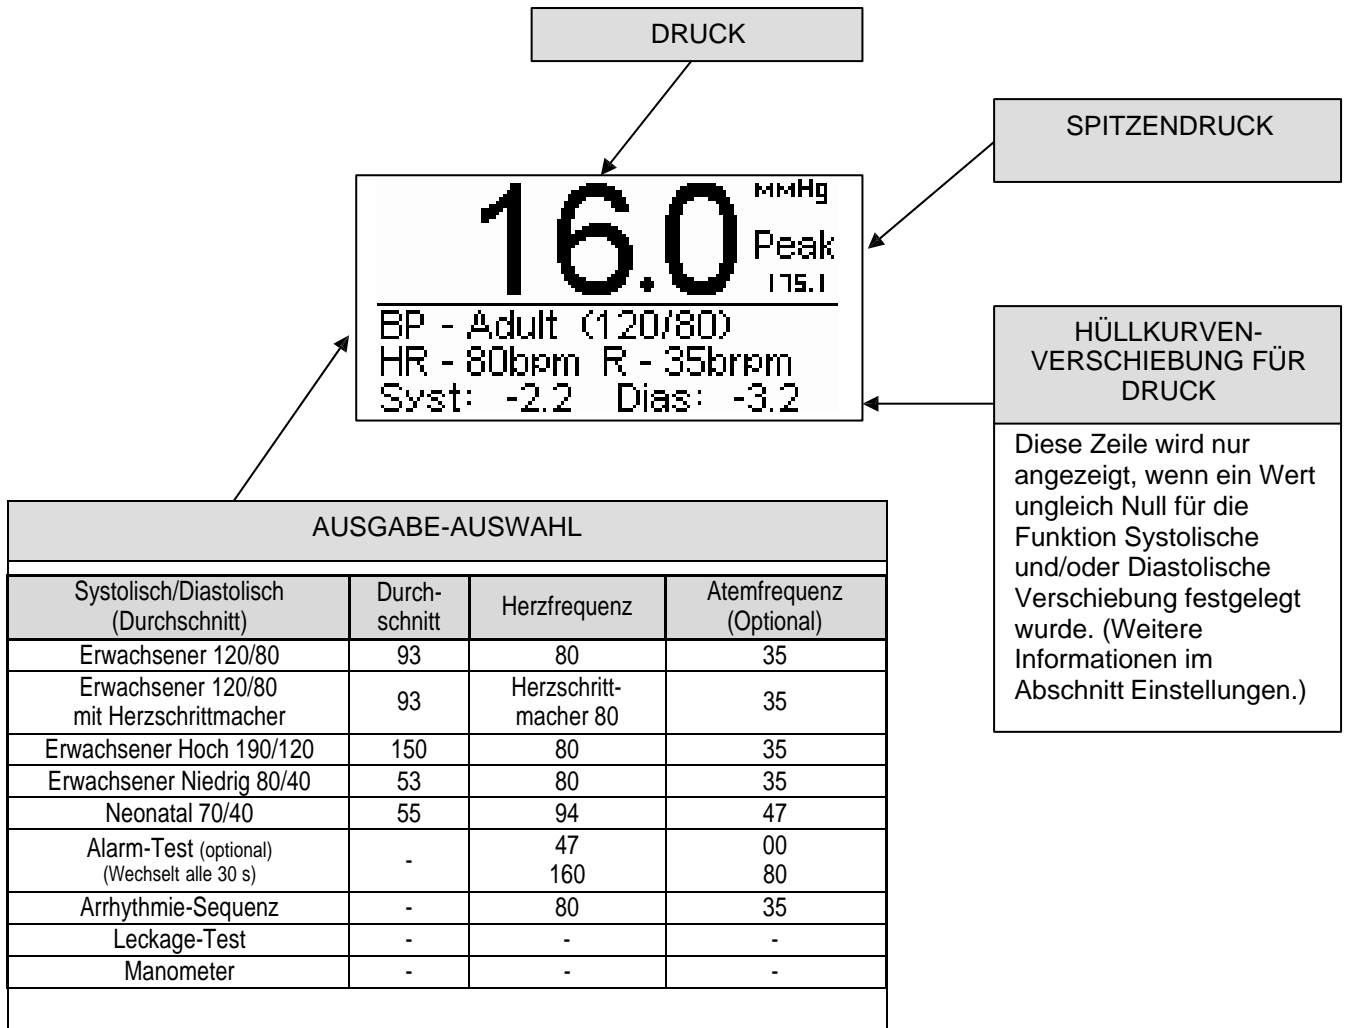 DRUCK
SPITZENDRUCK
16.0 MMHg
Peak
175.1
BP - Adult (120/80)
HR - 80bpm R - 35brpm
Syst: -2.2 Dias: -3.2
HÜLLKURVEN-
VERSCHIEBUNG FÜR
DRUCK
Diese Zeile wird nur
angezeigt, wenn ein Wert
ungleich Null für die
Funktion Systolische
und/oder Diastolische
Verschiebung festgelegt
wurde. (Weitere
Informationen im
Abschnitt Einstellungen.)
AUSGABE-AUSWAHL
Systolisch/Diastolisch
(Durchschnitt)
Durch-
schnitt
Herzfrequenz
Atemfrequenz
(Optional)
Erwachsener 120/80 93 80 35
Erwachsener 120/80
mit Herzschrittmacher
93
Herzschritt-
macher 80
35
Erwachsener Hoch 190/120 150 80 35
Erwachsener Niedrig 80/40 53 80 35
Neonatal 70/40 55 94 47
Alarm-Test (optional)
(Wechselt alle 30 s)
-
47
160
00
80
Arrhythmie-Sequenz - 80 35
Leckage-Test - - -
Manometer - - -